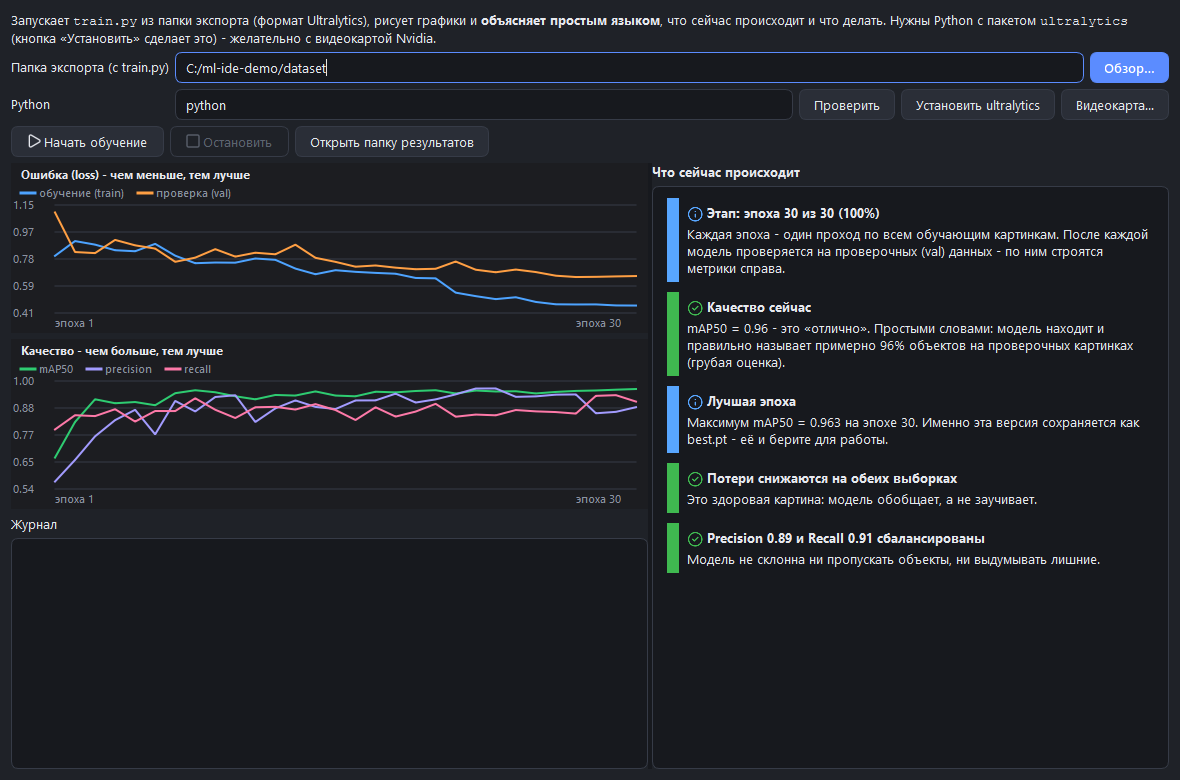 Запускает train.py из папки экспорта (формат Ultralytics), рисует графики и объясняет простым языком, что сейчас происходит и что делать. Нужны Python с пакетом ultralytics
(кнопка «Установить» сделает это) - желательно с видеокартой Nvidia.
Папка экспорта (с train.py)
C:/ml-ide-demo/dataset
Обзор...
Python
python
Проверить
Установить ultralytics
Видеокарта...
Начать обучение
Остановить
Открыть папку результатов
Ошибка (loss) - чем меньше, тем лучше
обучение (train)
проверка (val)
1.15
0.97
0.78
0.59
0.41
эпоха 1
эпоха 30
Качество - чем больше, тем лучше
mAP50
precision
recall
1.00
0.88
0.77
0.65
0.54
эпоха 1
эпоха 30
Журнал
Что сейчас происходит
Этап: эпоха 30 из 30 (100%)
Каждая эпоха - один проход по всем обучающим картинкам. После каждой
модель проверяется на проверочных (val) данных - по ним строятся
метрики справа.
Качество сейчас
mAP50 = 0.96 - это «отлично». Простыми словами: модель находит и
правильно называет примерно 96% объектов на проверочных картинках
(грубая оценка).
Лучшая эпоха
Максимум mAP50 = 0.963 на эпохе 30. Именно эта версия сохраняется как
best.pt - её и берите для работы.
Потери снижаются на обеих выборках
Это здоровая картина: модель обобщает, а не заучивает.
Precision 0.89 и Recall 0.91 сбалансированы
Модель не склонна ни пропускать объекты, ни выдумывать лишние.